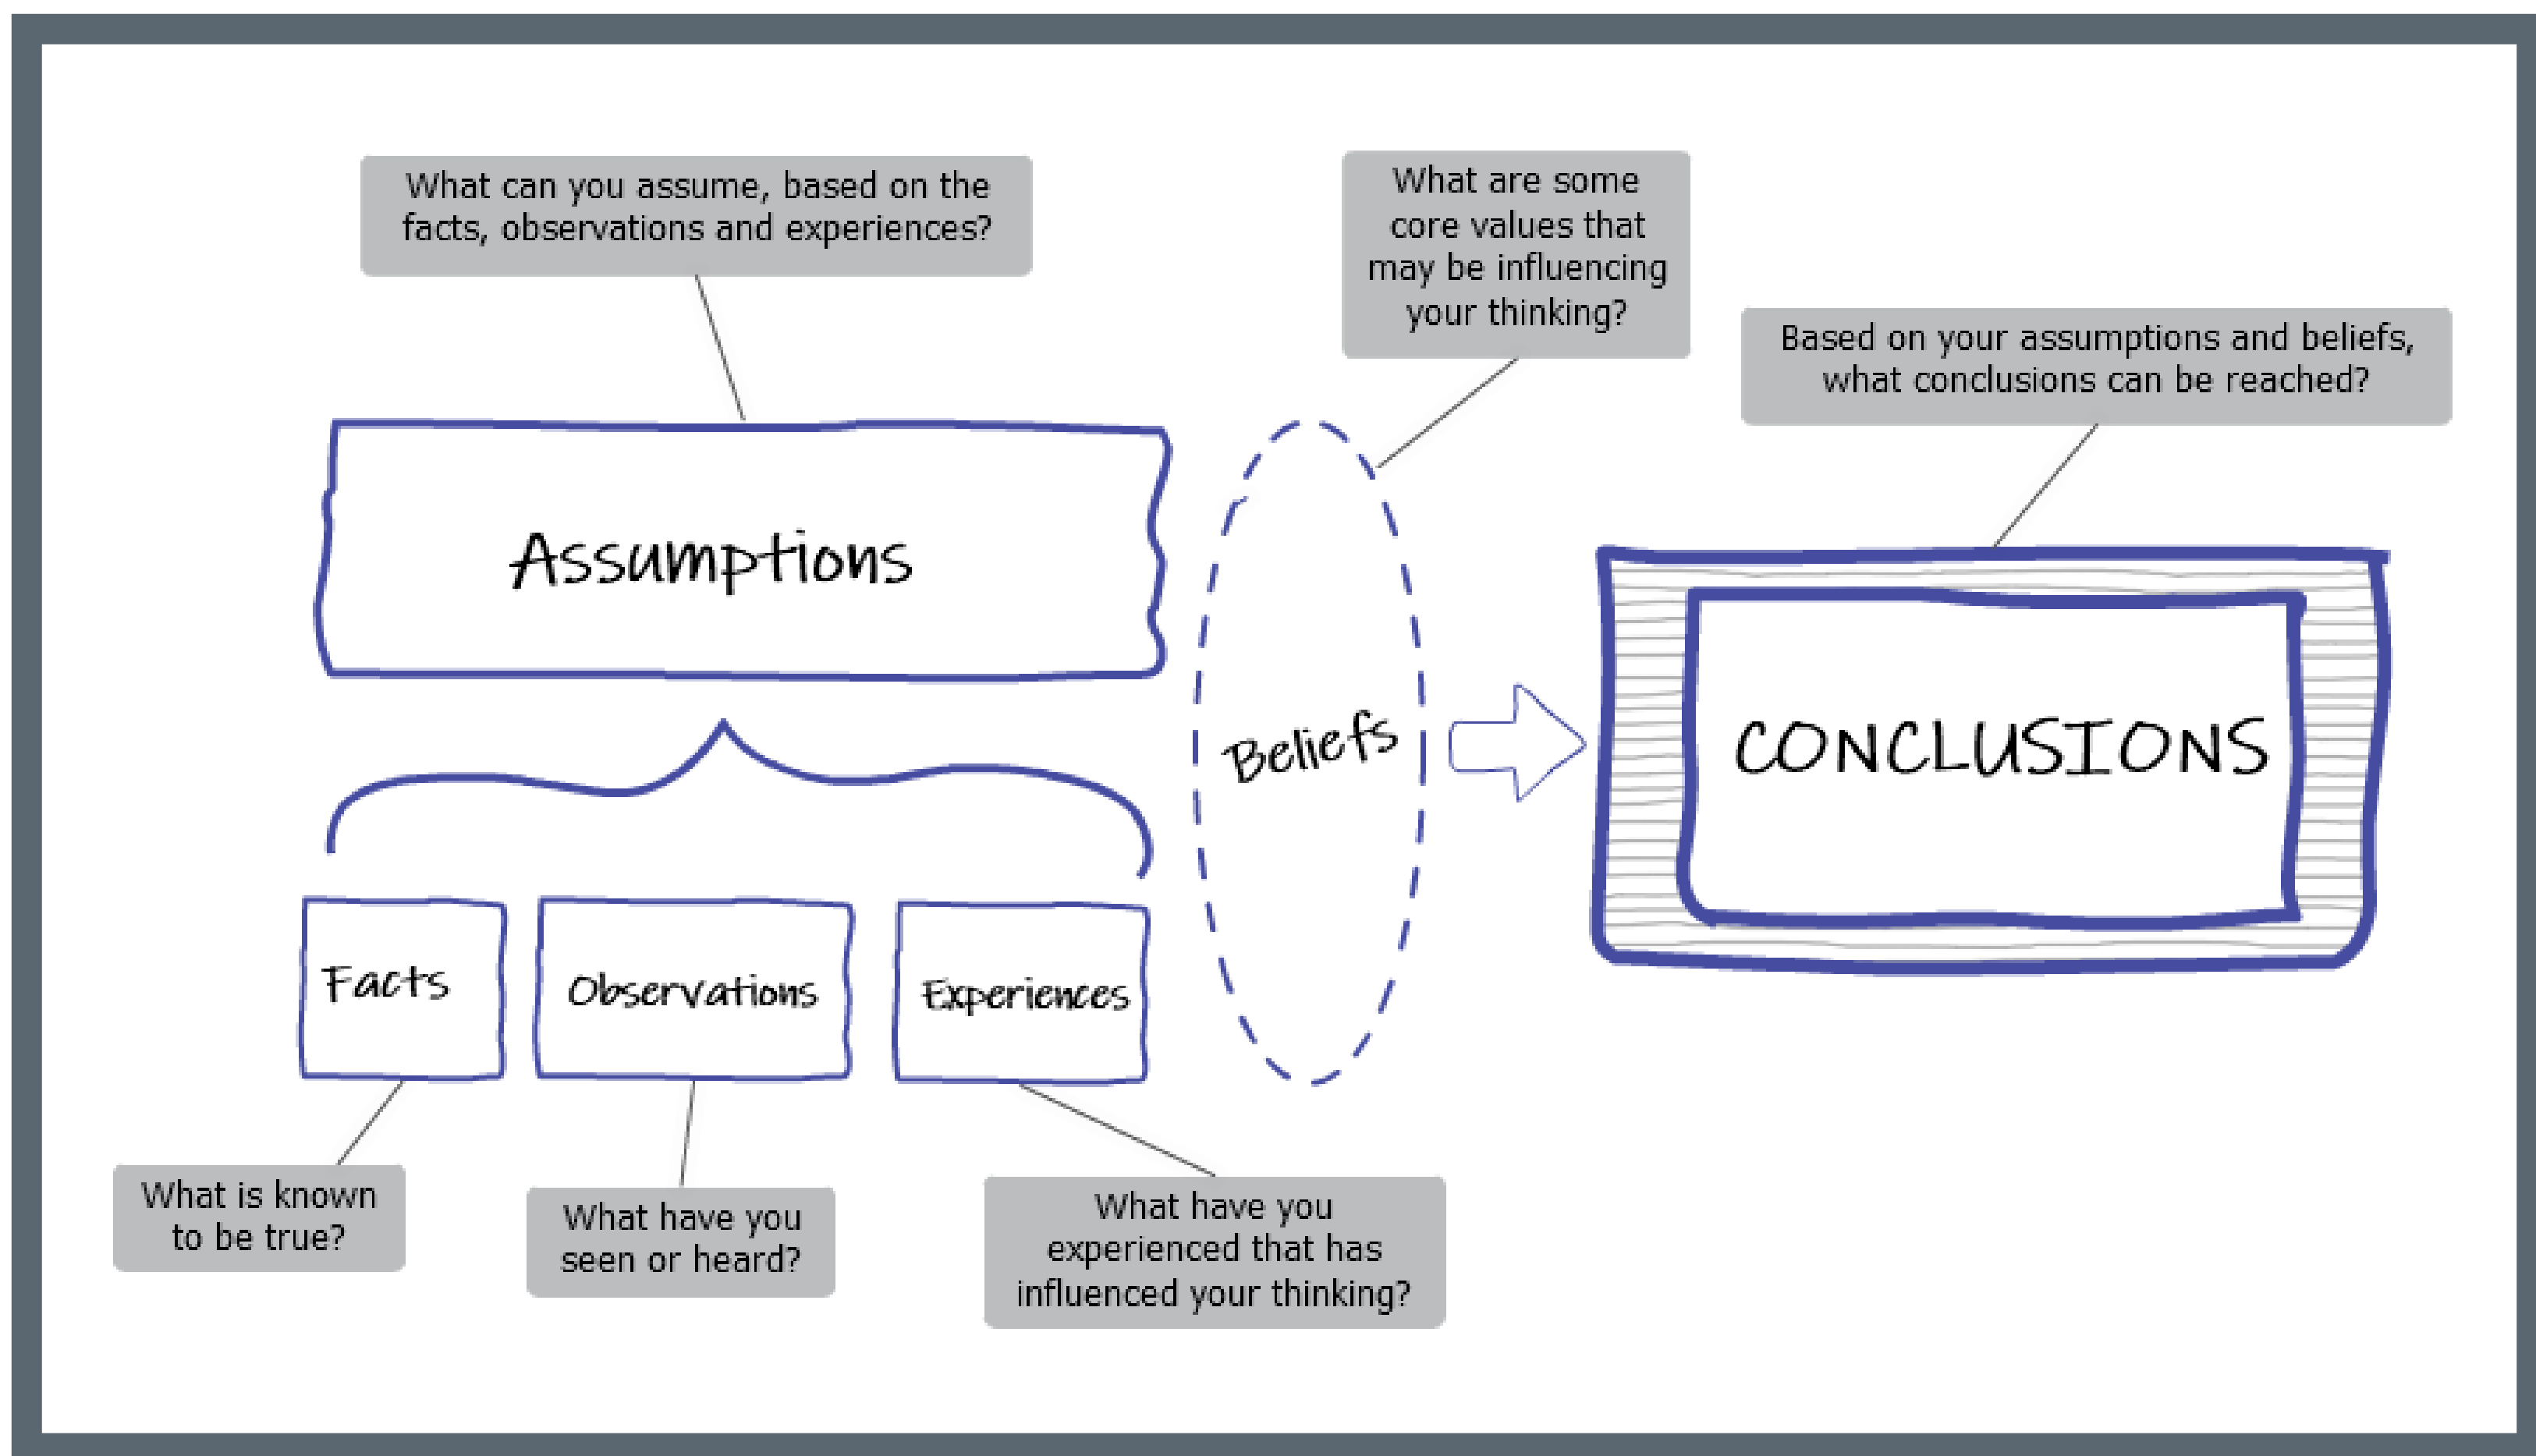 What can you assume, based on the
facts, observations and experiences?
What are some
core values that
may be influencing
your thinking?
Based on your assumptions and beliefs,
what conclusions can be reached?
Assumptions
Beliefs
CONCLUSIONS
Facts
Observations
Experiences
What is known
to be true?
What have you
seen or heard?
What have you
experienced that has
influenced your thinking?